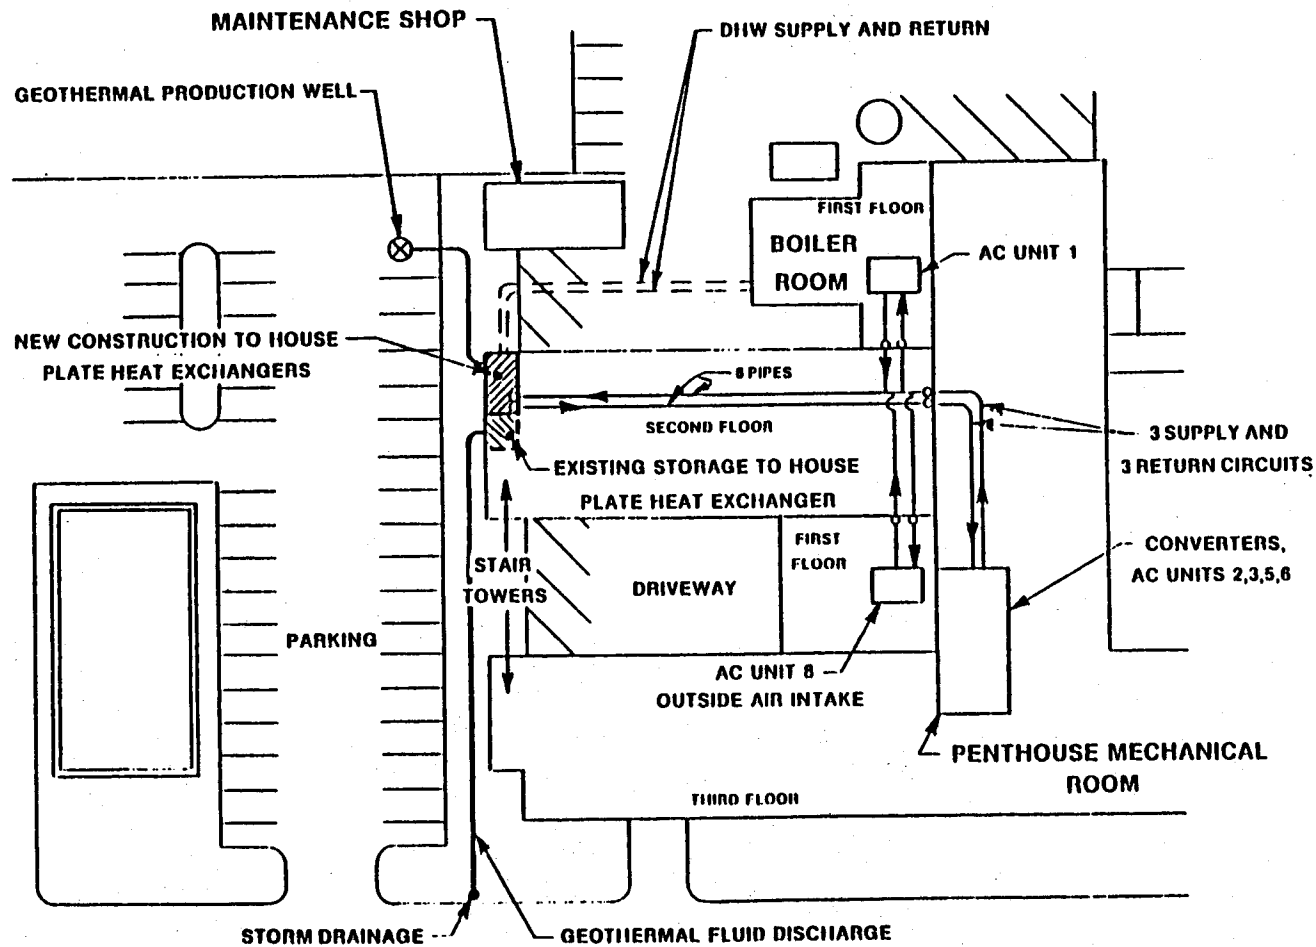 MAINTENANCE SHOP
DHW SUPPLY AND RETURN
GEOTHERMAL PRODUCTION WELL
FIRST FLOOR
BOILER
ROOM
AC UNIT 1
NEW CONSTRUCTION TO HOUSE
PLATE HEAT EXCHANGERS
6 PIPES
SECOND FLOOR
3 SUPPLY AND
3 RETURN CIRCUITS
EXISTING STORAGE TO HOUSE
PLATE HEAT EXCHANGER
FIRST
FLOOR
CONVERTERS,
AC UNITS 2,3,5,6
STAIR
TOWERS
DRIVEWAY
PARKING
AC UNIT 8
OUTSIDE AIR INTAKE
PENTHOUSE MECHANICAL
ROOM
THIRD FLOOR
STORM DRAINAGE
GEOTHERMAL FLUID DISCHARGE